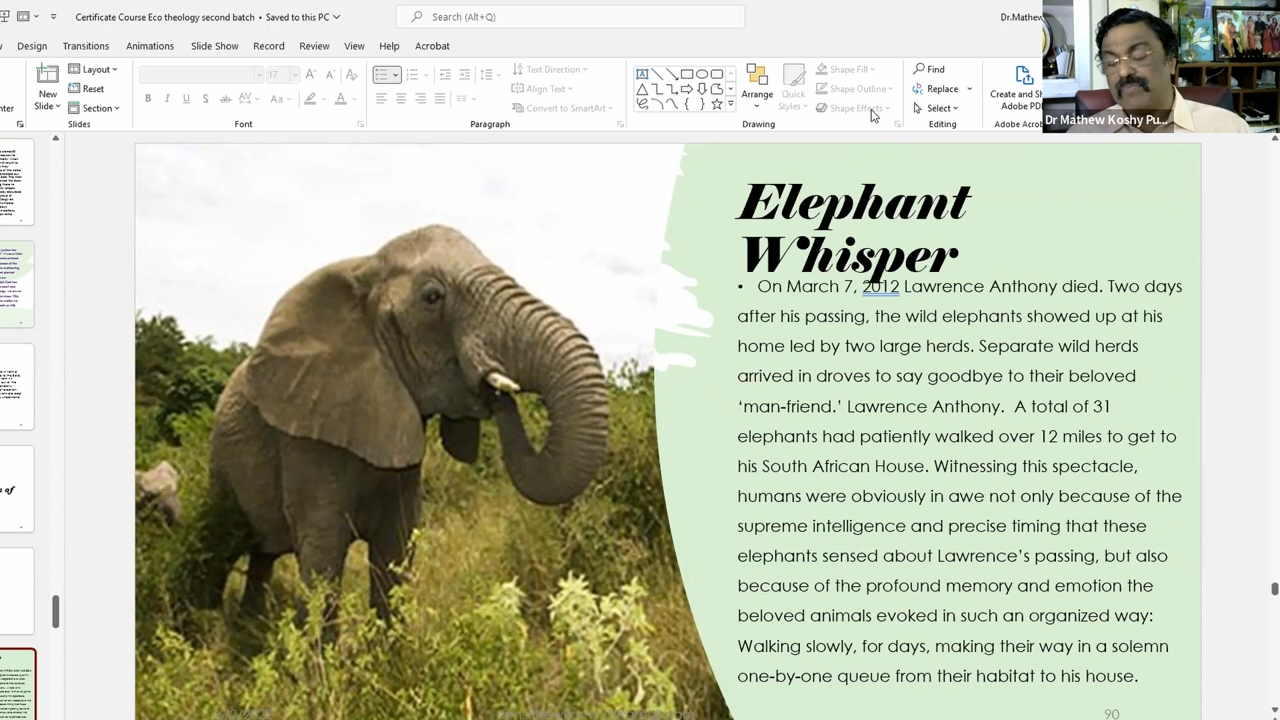 Certificate Course Eco theology second batch • Saved to this PC
Search (Alt+Q)
Dr.Mathew
Design Transitions Animations Slide Show Record Review View Help Acrobat
New
Slide
Layout
Reset
Section
Slides
17
Font
Text Direction
Align Text
Convert to SmartArt
Paragraph
Arrange
Quick
Styles
Shape Fill
Shape Outline
Shape Effects
Drawing
Find
Replace
Select
Editing
Create and Sh
Adobe PDF
Adobe Acro
Dr Mathew Koshy Pu...
Elephant
Whisper
• On March 7, 2012 Lawrence Anthony died. Two days
after his passing, the wild elephants showed up at his
home led by two large herds. Separate wild herds
arrived in droves to say goodbye to their beloved
‘man-friend.’ Lawrence Anthony. A total of 31
elephants had patiently walked over 12 miles to get to
his South African House. Witnessing this spectacle,
humans were obviously in awe not only because of the
supreme intelligence and precise timing that these
elephants sensed about Lawrence’s passing, but also
because of the profound memory and emotion the
beloved animals evoked in such an organized way:
Walking slowly, for days, making their way in a solemn
one-by-one queue from their habitat to his house.
90